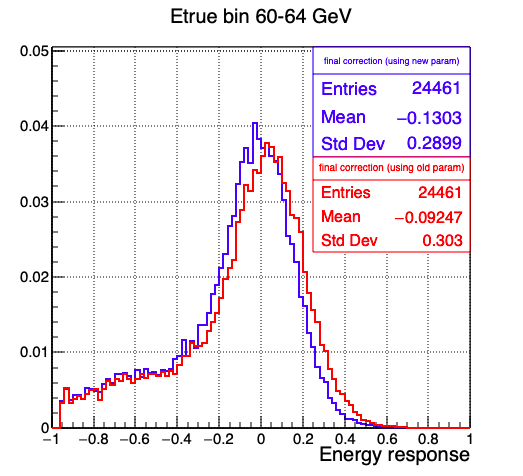 Etrue bin 60-64 GeV
final correction (using new param)
Entries 24461
Mean −0.1303
Std Dev 0.2899
final correction (using old param)
Entries 24461
Mean −0.09247
Std Dev 0.303
0.05
0.04
0.03
0.02
0.01
0
−1 −0.8 −0.6 −0.4 −0.2 0 0.2 0.4 0.6 0.8 1
Energy response